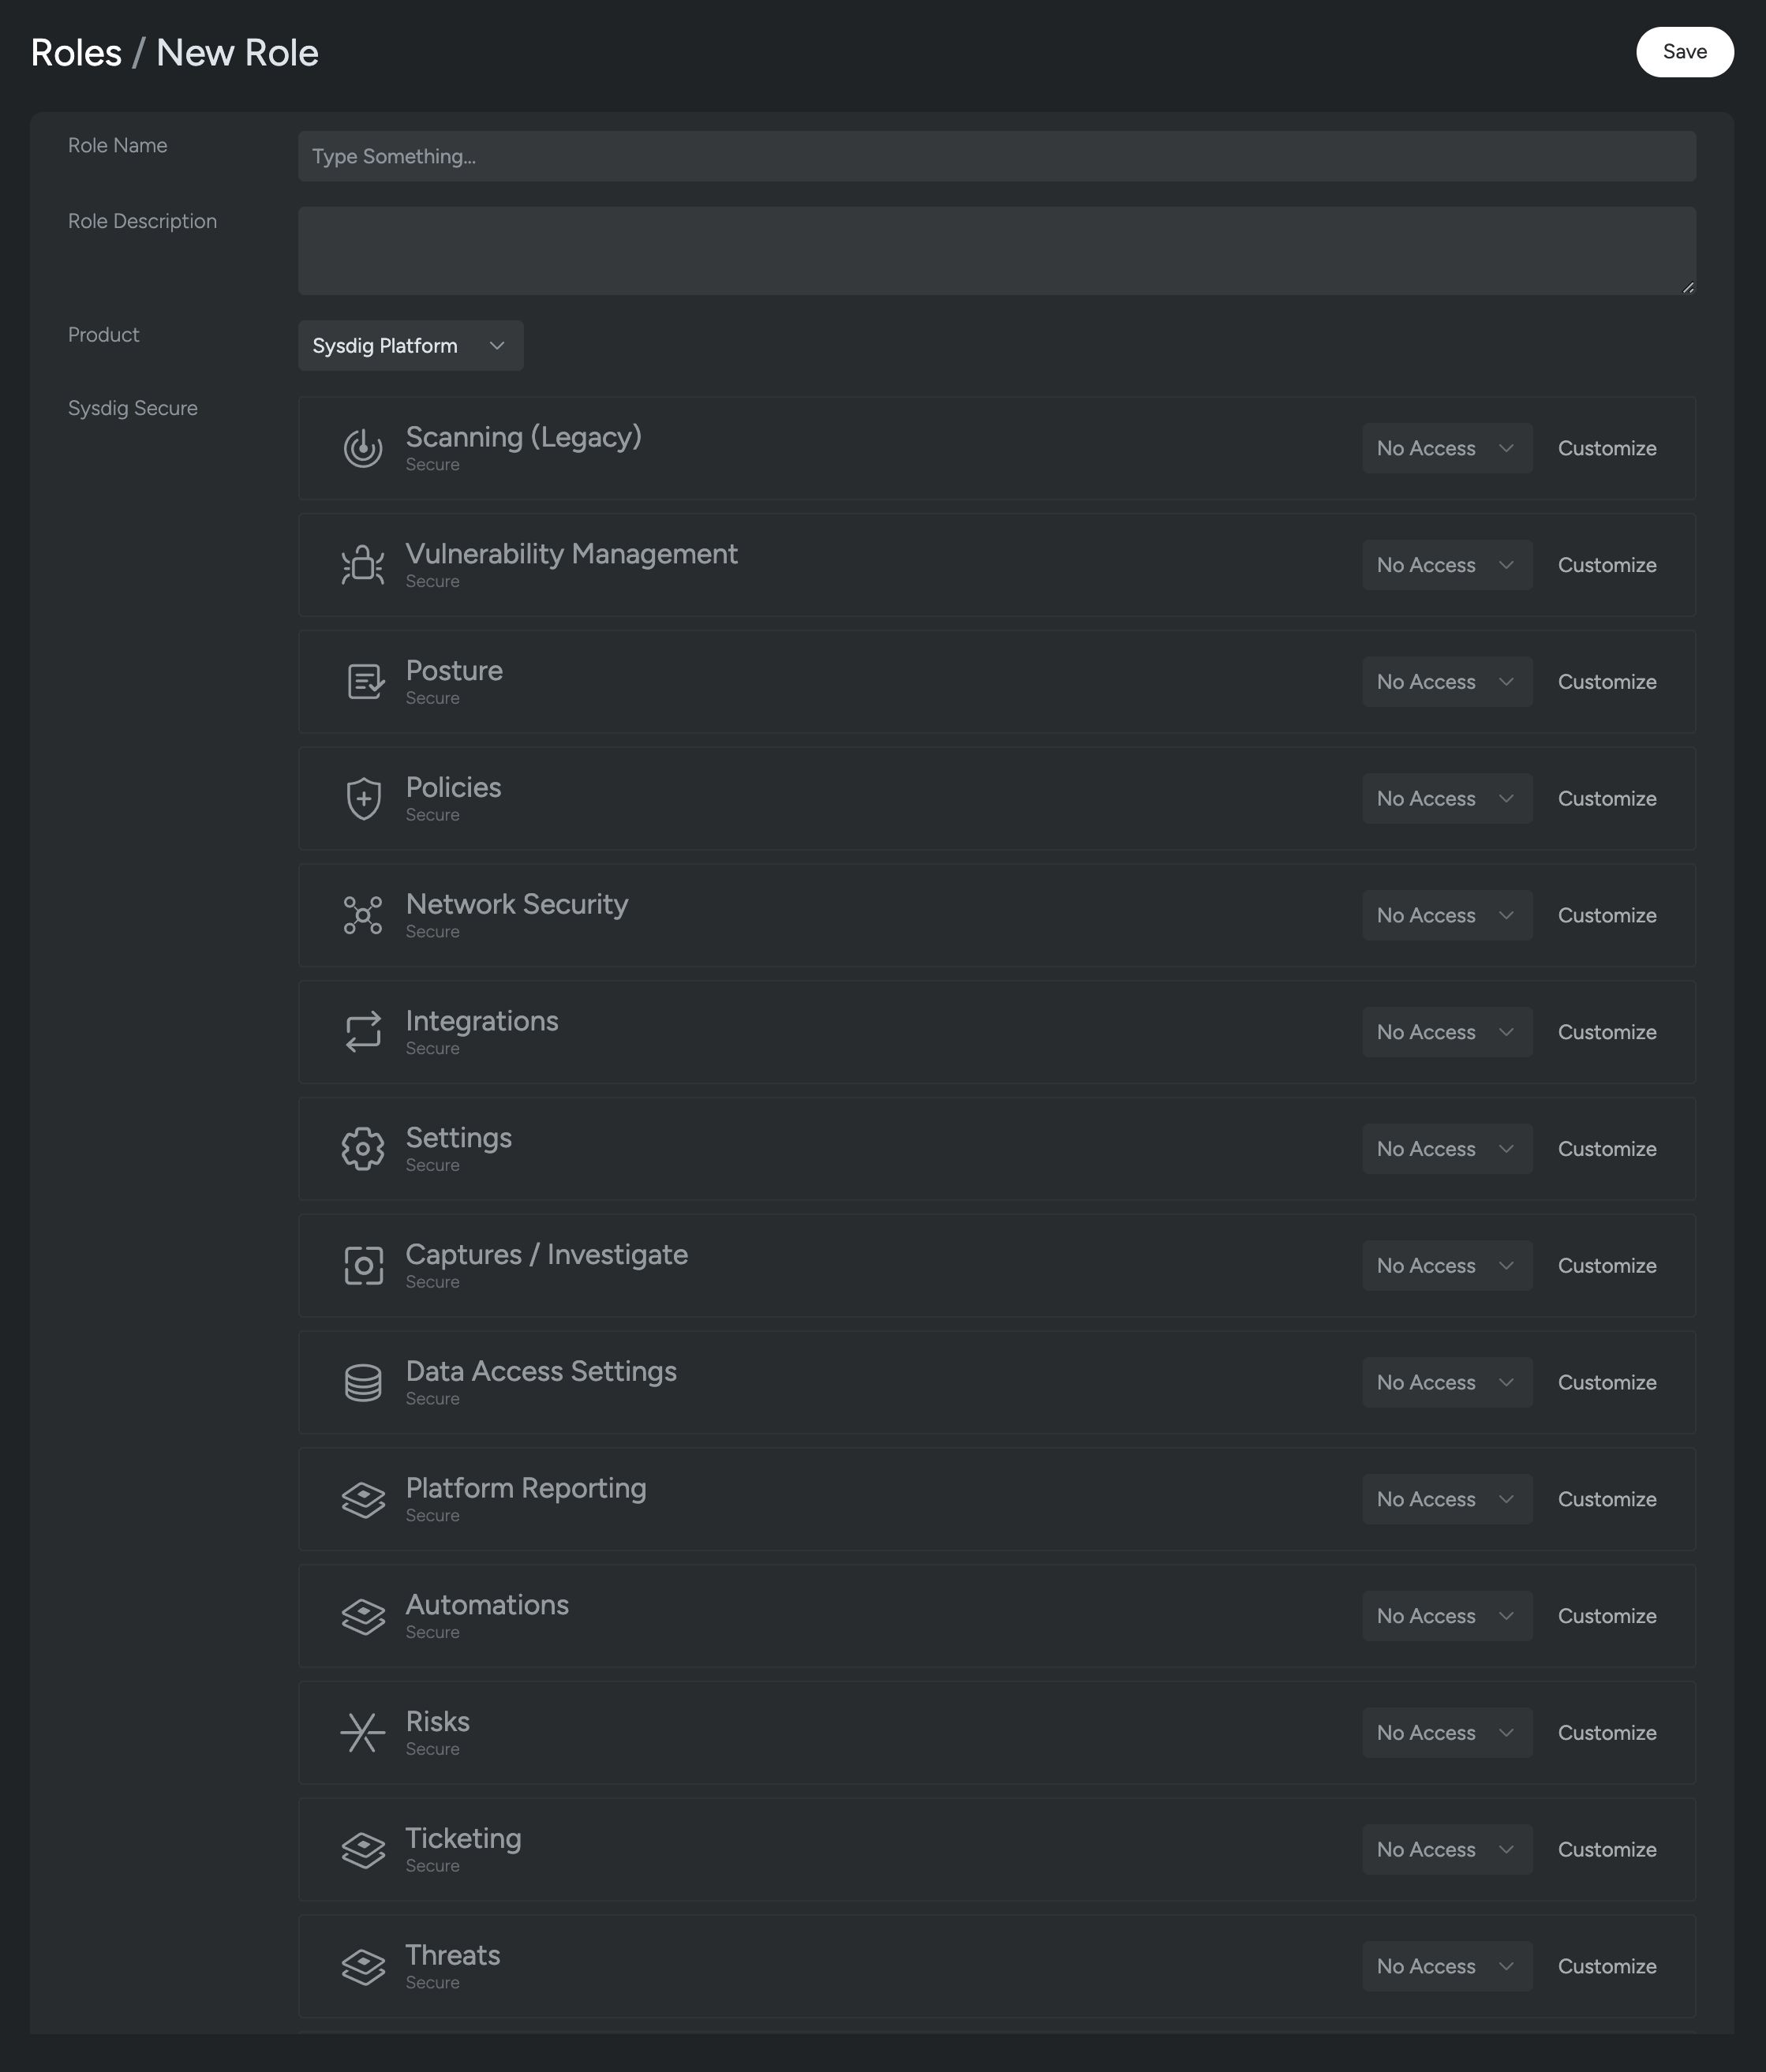 Roles / New Role
Save
Role Name
Type Something...
Role Description
Product
Sysdig Platform
Sysdig Secure
Scanning (Legacy)
Secure
No Access
Customize
Vulnerability Management
Secure
No Access
Customize
Posture
Secure
No Access
Customize
Policies
Secure
No Access
Customize
Network Security
Secure
No Access
Customize
Integrations
Secure
No Access
Customize
Settings
Secure
No Access
Customize
Captures / Investigate
Secure
No Access
Customize
Data Access Settings
Secure
No Access
Customize
Platform Reporting
Secure
No Access
Customize
Automations
Secure
No Access
Customize
Risks
Secure
No Access
Customize
Ticketing
Secure
No Access
Customize
Threats
Secure
No Access
Customize